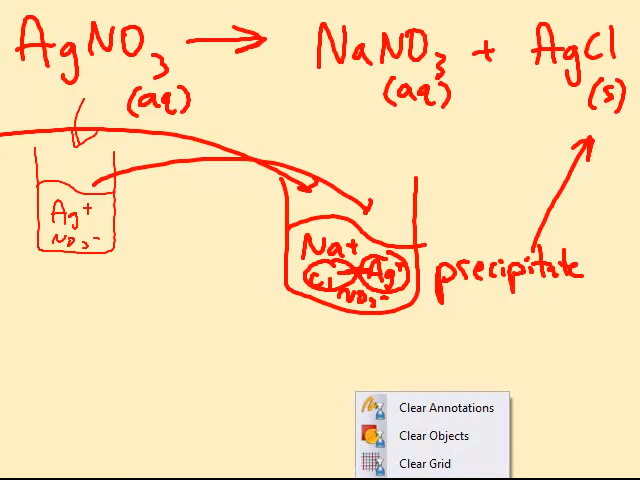 AgNO3 → NaNO3 + AgCl
(aq) (aq) (s)
Ag+
NO3-
Na+
Cl- Ag+
NO3-
precipitate
Clear Annotations
Clear Objects
Clear Grid